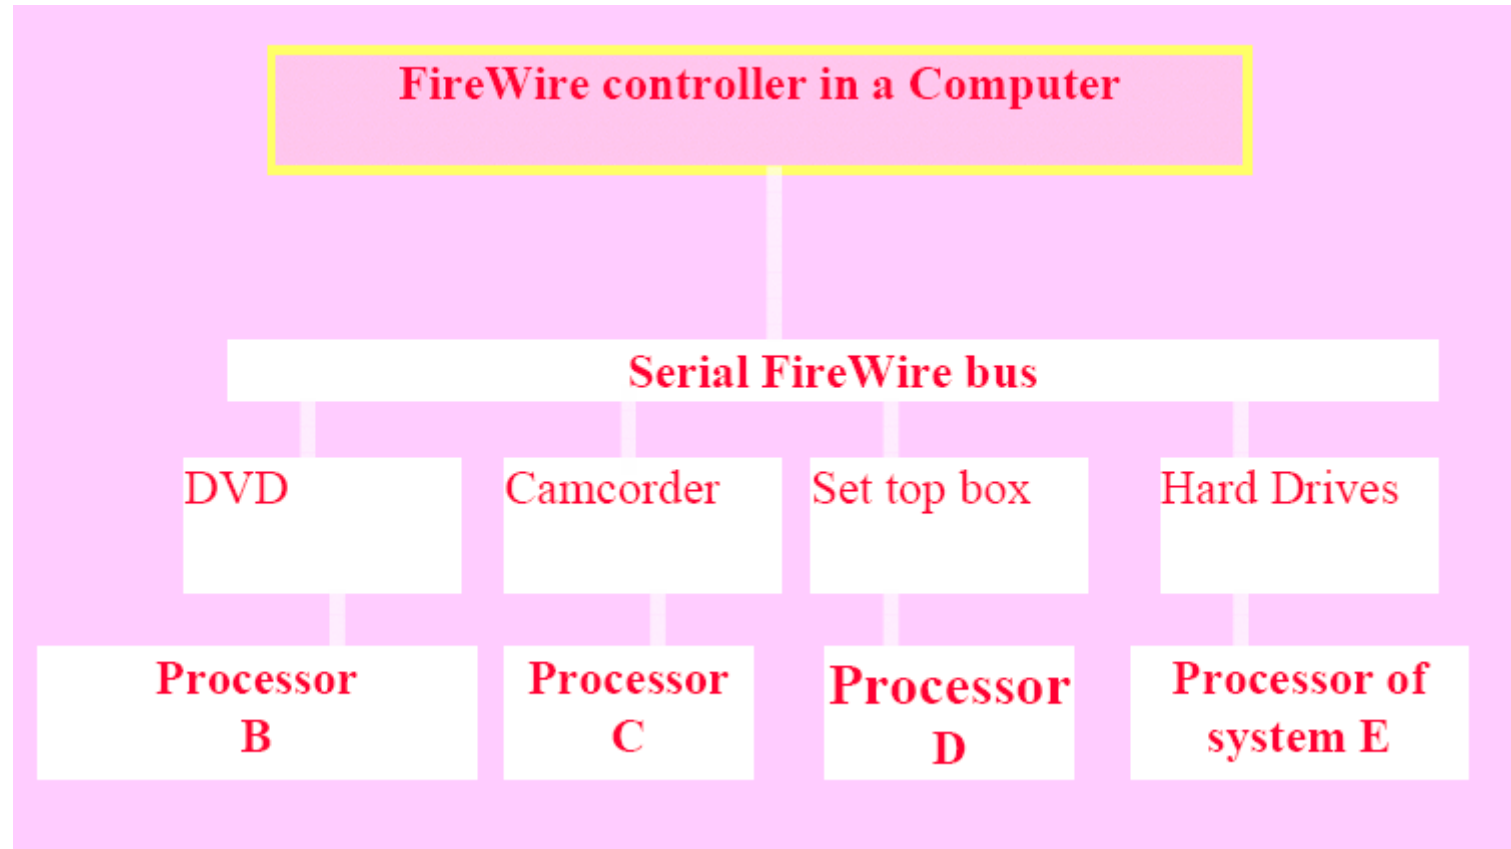 FireWire controller in a Computer
Serial FireWire bus
DVD
Camcorder
Set top box
Hard Drives
Processor
B
Processor
C
Processor
D
Processor of
system E